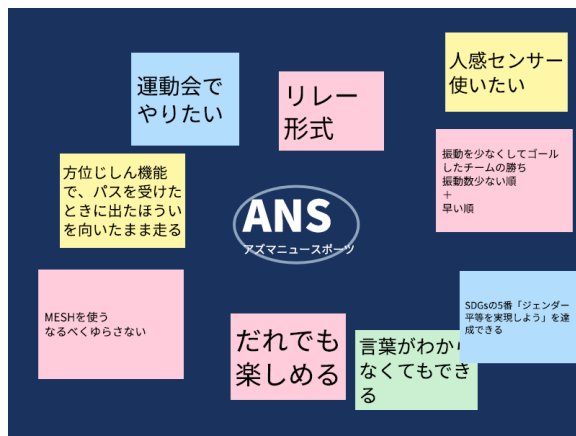 運動会で
やりたい
リレー
形式
人感センサー
使いたい
方位じしん機能
で、パスを受けた
ときに出たほうい
を向いたまま走る
振動を少なくしてゴール
したチームの勝ち
振動数少ない順
＋
早い順
ANS
アズマニュースポーツ
MESHを使う
なるべくゆらさない
だれでも
楽しめる
言葉がわから
なくてもでき
る
SDGsの5番「ジェンダー
平等を実現しよう」を達
成できる